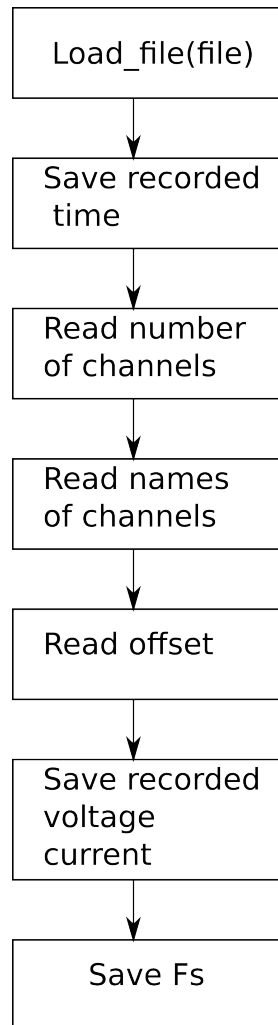 Load_file(file)
Save recorded
time
Read number
of channels
Read names
of channels
Read offset
Save recorded
voltage
current
Save Fs